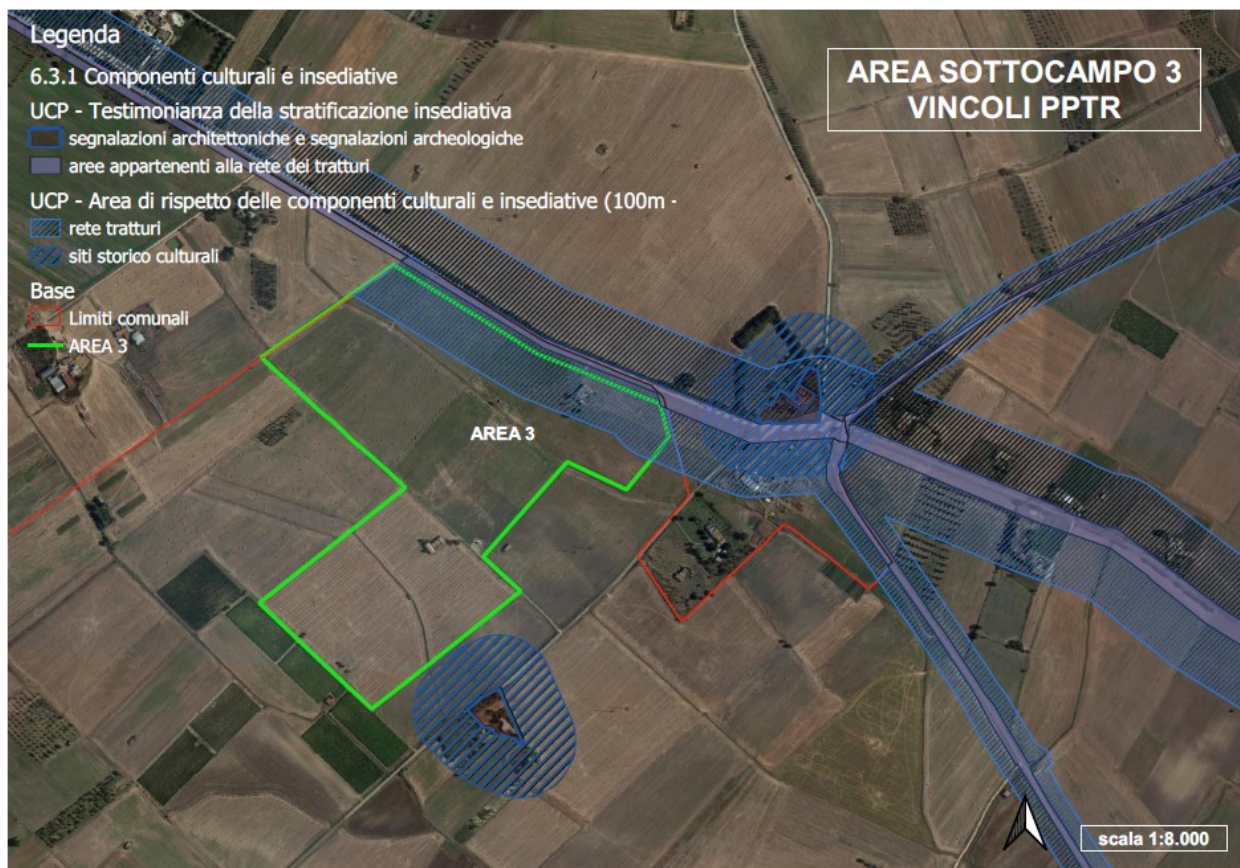 Legenda
6.3.1 Componenti culturali e insediative
UCP - Testimonianza della stratificazione insediativa
segnalazioni architettoniche e segnalazioni archeologiche
aree appartenenti alla rete dei tratturi
UCP - Area di rispetto delle componenti culturali e insediative (100m -
rete tratturi
siti storico culturali
Base
Limiti comunali
AREA 3
AREA SOTTOCAMPO 3
VINCOLI PPTR
AREA 3
scala 1:8.000